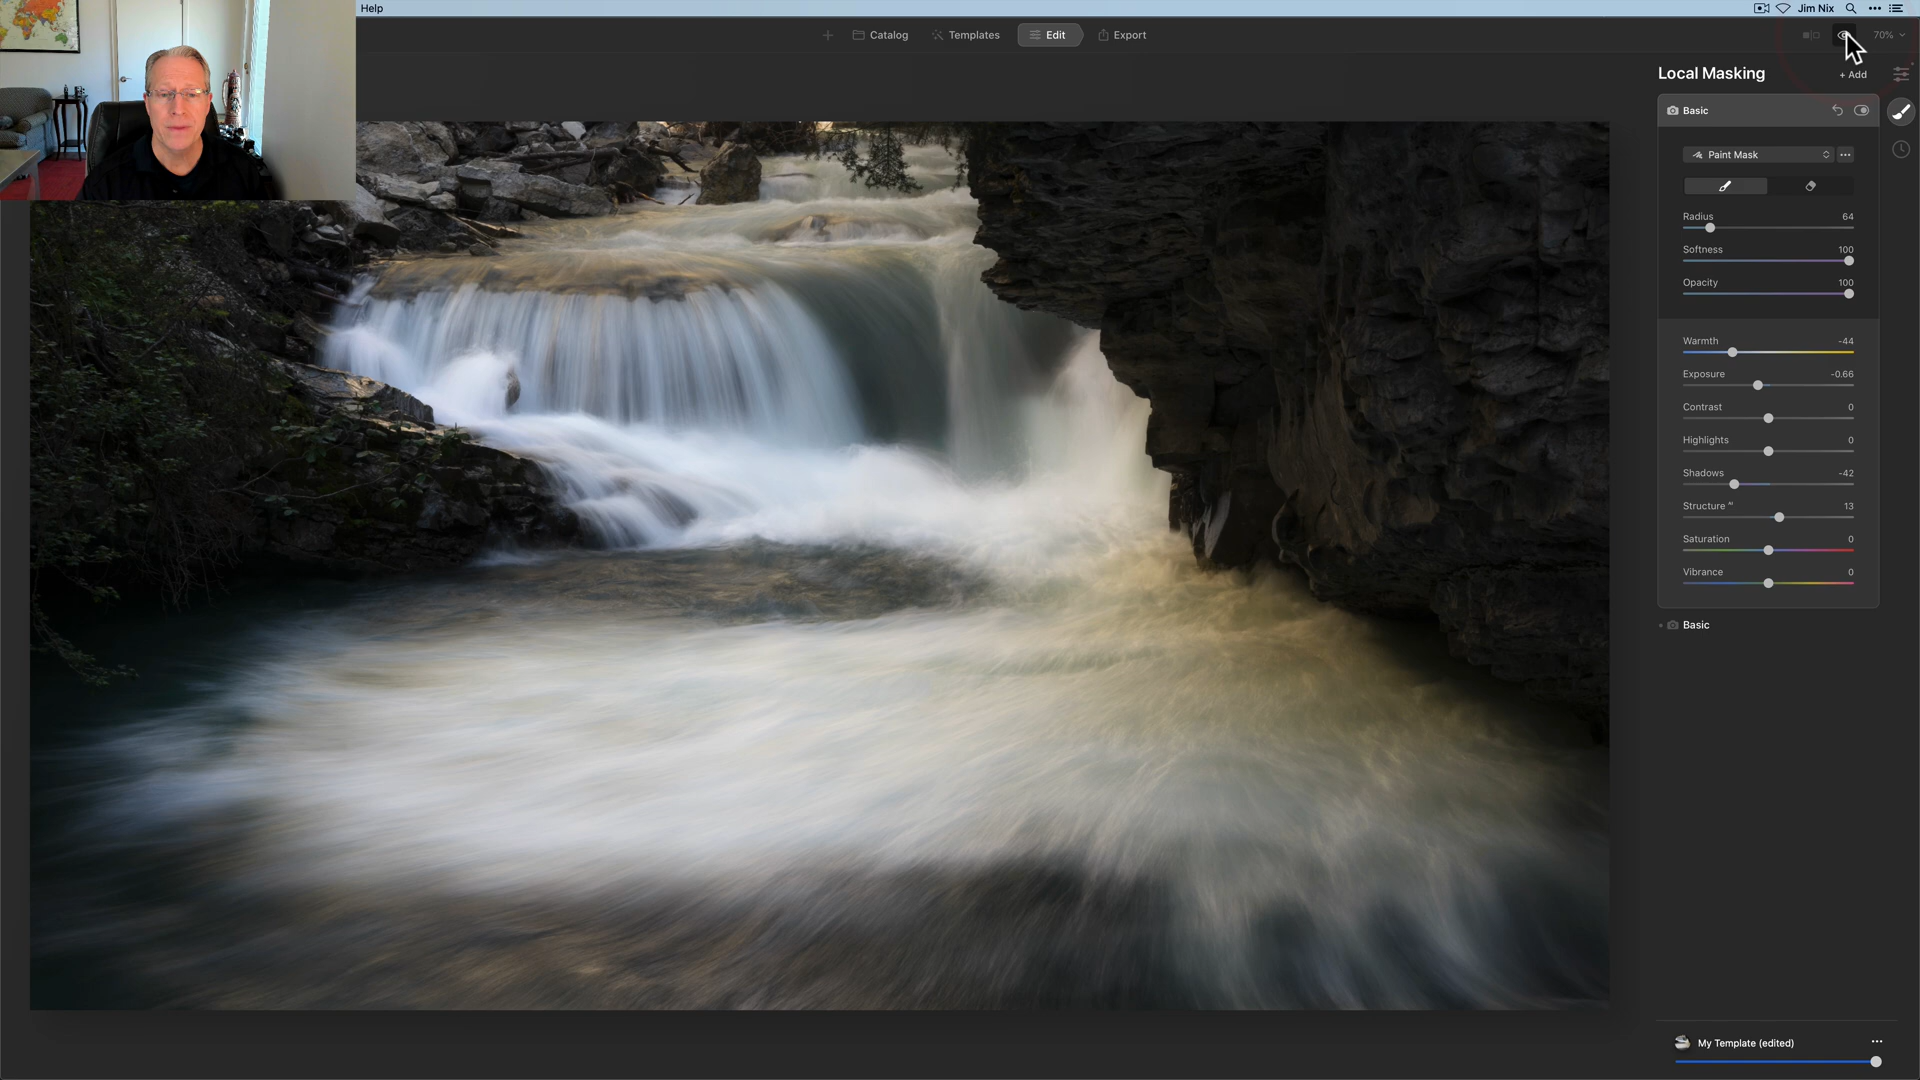 Help
Jim Nix
Catalog
Templates
Edit
Export
70%
Local Masking
+ Add
Basic
Paint Mask
Radius 64
Softness 100
Opacity 100
Warmth -44
Exposure -0.66
Contrast 0
Highlights 0
Shadows -42
Structure AI 13
Saturation 0
Vibrance 0
Basic
My Template (edited)